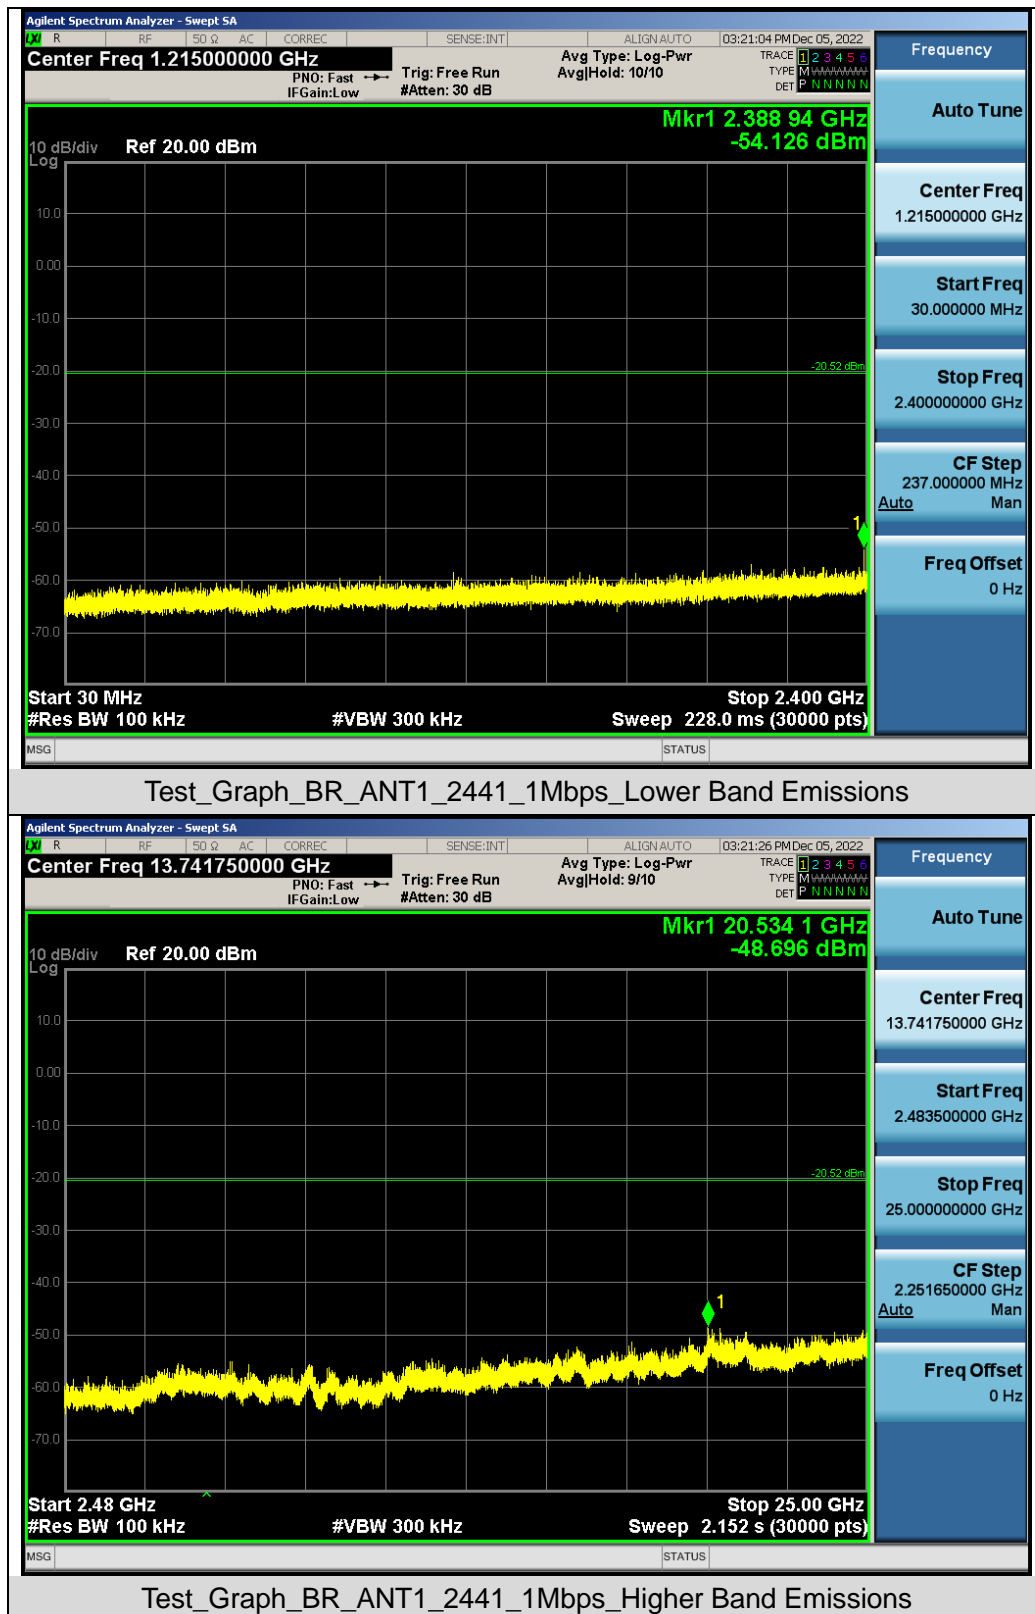 Agilent Spectrum Analyzer - Swept SA
LXI R RF 50 Ω AC CORREC SENSE:INT ALIGN AUTO 03:21:04 PM Dec 05, 2022
Center Freq 1.215000000 GHz
PNO: Fast
IFGain:Low
Trig: Free Run
#Atten: 30 dB
Avg Type: Log-Pwr
Avg|Hold: 10/10
TRACE 1 2 3 4 5 6
TYPE M
DET P N N N N N
Mkr1 2.388 94 GHz
-54.126 dBm
10 dB/div Ref 20.00 dBm
Log
10.0
0.00
-10.0
-20.0
-20.52 dBm
-30.0
-40.0
-50.0
1
-60.0
-70.0
Start 30 MHz Stop 2.400 GHz
#Res BW 100 kHz #VBW 300 kHz Sweep 228.0 ms (30000 pts)
MSG STATUS
Frequency
Auto Tune
Center Freq
1.215000000 GHz
Start Freq
30.000000 MHz
Stop Freq
2.400000000 GHz
CF Step
237.000000 MHz
Auto Man
Freq Offset
0 Hz
Test_Graph_BR_ANT1_2441_1Mbps_Lower Band Emissions
Agilent Spectrum Analyzer - Swept SA
LXI R RF 50 Ω AC CORREC SENSE:INT ALIGN AUTO 03:21:26 PM Dec 05, 2022
Center Freq 13.741750000 GHz
PNO: Fast
IFGain:Low
Trig: Free Run
#Atten: 30 dB
Avg Type: Log-Pwr
Avg|Hold: 9/10
TRACE 1 2 3 4 5 6
TYPE M
DET P N N N N N
Mkr1 20.534 1 GHz
-48.696 dBm
10 dB/div Ref 20.00 dBm
Log
10.0
0.00
-10.0
-20.0
-20.52 dBm
-30.0
-40.0
1
-50.0
-60.0
-70.0
Start 2.48 GHz Stop 25.00 GHz
#Res BW 100 kHz #VBW 300 kHz Sweep 2.152 s (30000 pts)
MSG STATUS
Frequency
Auto Tune
Center Freq
13.741750000 GHz
Start Freq
2.483500000 GHz
Stop Freq
25.000000000 GHz
CF Step
2.251650000 GHz
Auto Man
Freq Offset
0 Hz
Test_Graph_BR_ANT1_2441_1Mbps_Higher Band Emissions